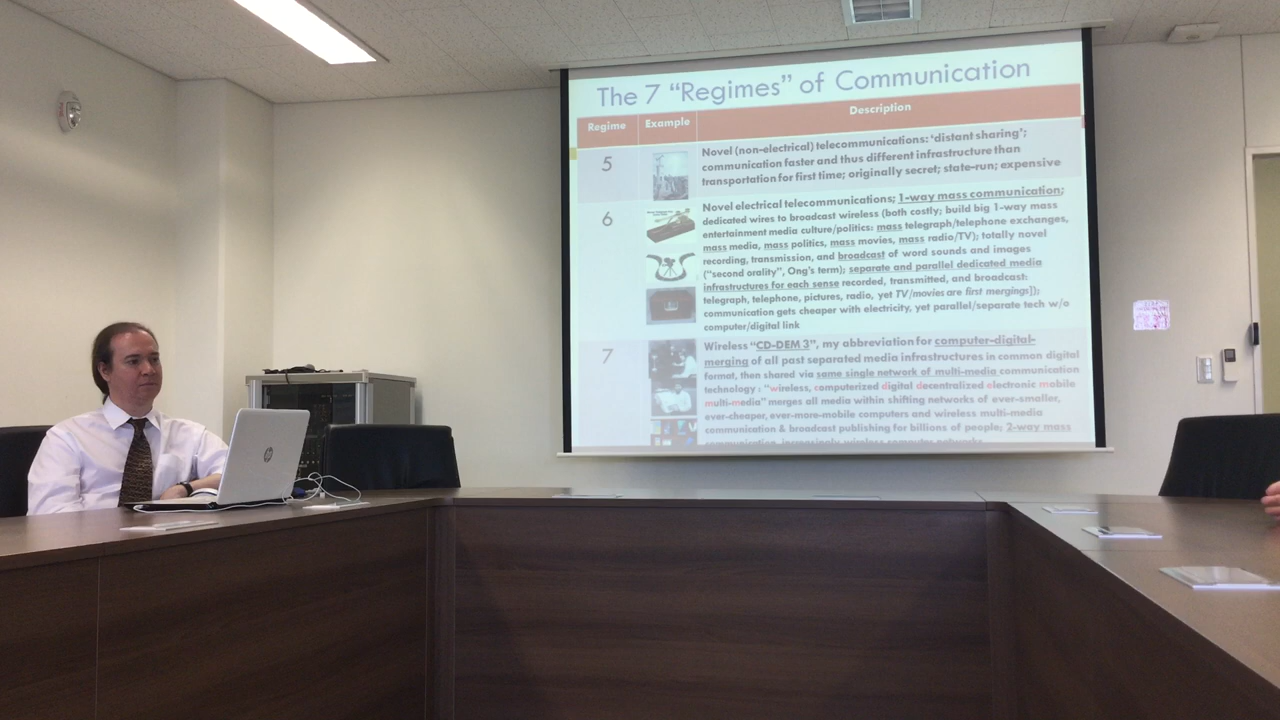 The 7 “Regimes” of Communication
Regime
Example
Description
5
Novel (non-electrical) telecommunications: ‘distant sharing’;
communication faster and thus different infrastructure than
transportation for first time; originally secret; state-run; expensive
6
Novel electrical telecommunications; 1-way mass communication;
dedicated wires to broadcast wireless (both costly; build big 1-way mass
entertainment media culture/politics: mass telegraph/telephone exchanges,
mass media, mass politics, mass movies, mass radio/TV); totally novel
recording, transmission, and broadcast of word sounds and images
(“second orality”, Ong's term); separate and parallel dedicated media
infrastructures for each sense recorded, transmitted, and broadcast:
telegraph, telephone, pictures, radio, yet TV/movies are first mergings]);
communication gets cheaper with electricity, yet parallel/separate tech w/o
computer/digital link
7
Wireless “CD-DEM 3”, my abbreviation for computer-digital-
merging of all past separated media infrastructures in common digital
format, then shared via same single network of multi-media communication
technology : “wireless, computerized digital decentralized electronic mobile
multi-media” merges all media within shifting networks of ever-smaller,
ever-cheaper, ever-more-mobile computers and wireless multi-media
communication & broadcast publishing for billions of people; 2-way mass
communication, increasingly wireless computer networks
hp